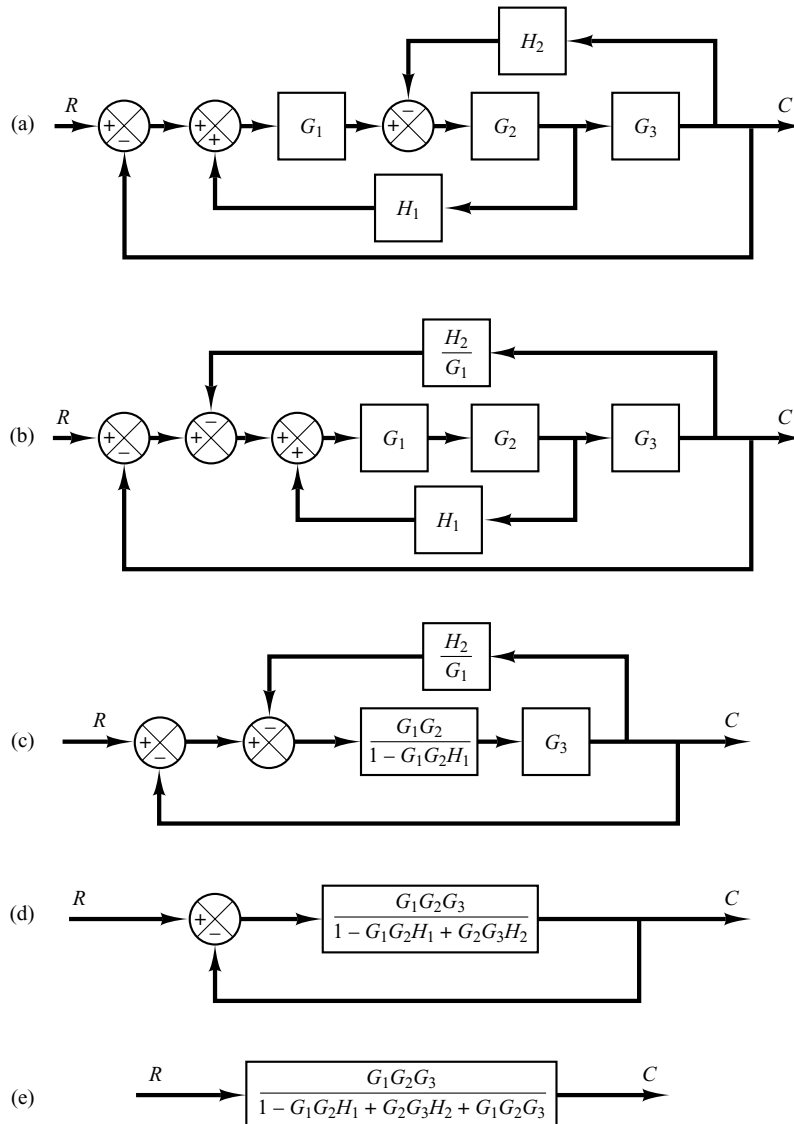 H₂
(a) R + − + + G₁ + − G₂ G₃ C
H₁
H₂
G₁
(b) R + − − + + + G₁ G₂ G₃ C
H₁
H₂
G₁
(c) R + − − + G₁G₂ / 1 − G₁G₂H₁ G₃ C
(d) R + − G₁G₂G₃ / 1 − G₁G₂H₁ + G₂G₃H₂ C
(e) R G₁G₂G₃ / 1 − G₁G₂H₁ + G₂G₃H₂ + G₁G₂G₃ C